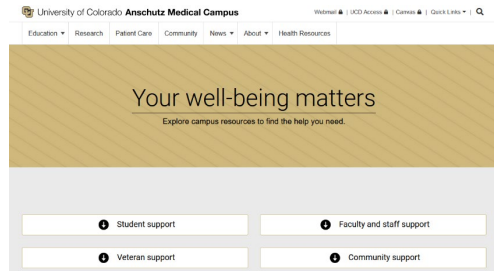 University of Colorado Anschutz Medical Campus
Webmail | UCD Access | Canvas | Quick Links |
Education Research Patient Care Community News About Health Resources
Your well-being matters
Explore campus resources to find the help you need.
Student support
Faculty and staff support
Veteran support
Community support